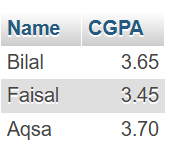 Name CGPA
Bilal 3.65
Faisal 3.45
Aqsa 3.70